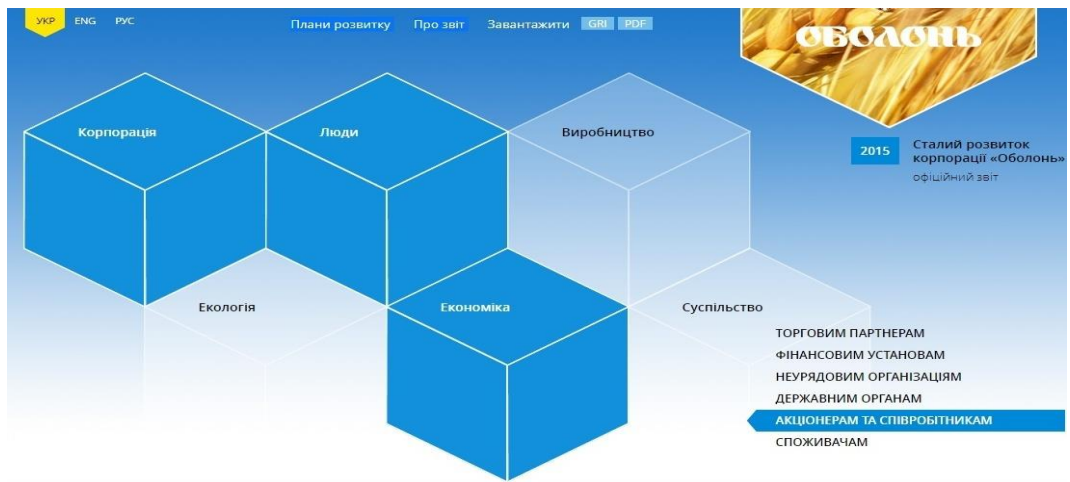 УКР ENG РУС
Плани розвитку Про звіт Завантажити GRI PDF
ОБОЛОНЬ
Корпорація
Люди
Виробництво
2015
Сталий розвиток
корпорації «Оболонь»
офіційний звіт
Екологія
Економіка
Суспільство
ТОРГОВИМ ПАРТНЕРАМ
ФІНАНСОВИМ УСТАНОВАМ
НЕУРЯДОВИМ ОРГАНІЗАЦІЯМ
ДЕРЖАВНИМ ОРГАНАМ
АКЦІОНЕРАМ ТА СПІВРОБІТНИКАМ
СПОЖИВАЧАМ